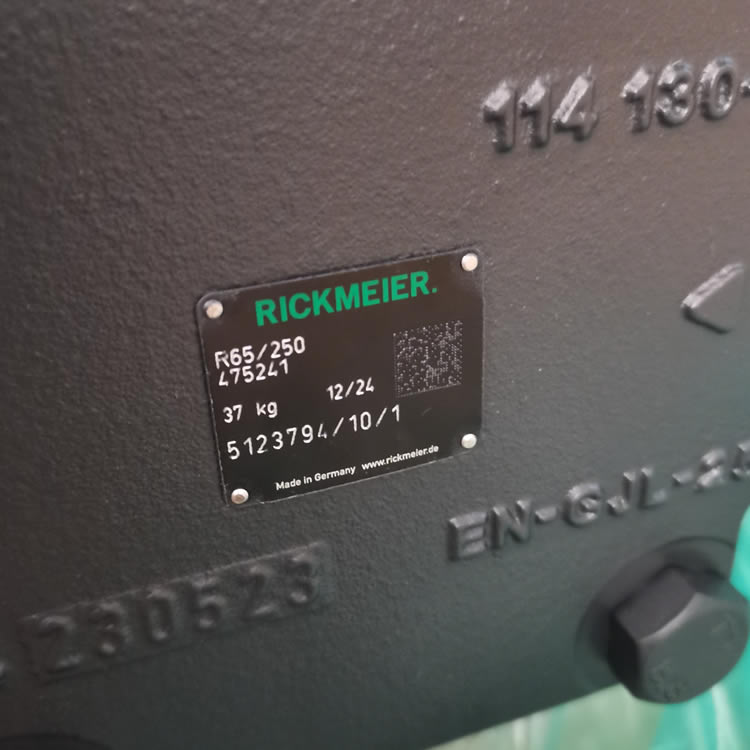 114 130-
RICKMEIER.
R65/250
475241
37 kg 12/24
5123794/10/1
Made in Germany www.rickmeier.de
EN-GJL-2
230523